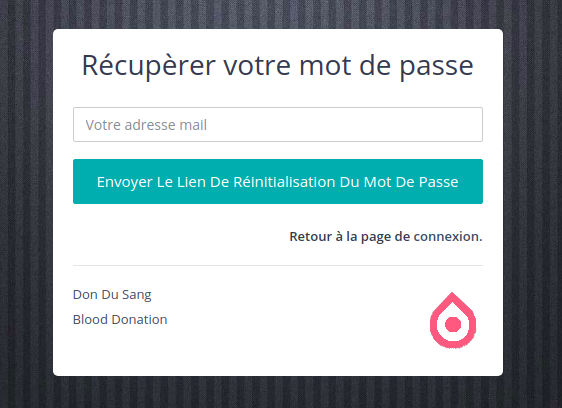 Récupèrer votre mot de passe
Votre adresse mail
Envoyer Le Lien De Réinitialisation Du Mot De Passe
Retour à la page de connexion.
Don Du Sang
Blood Donation